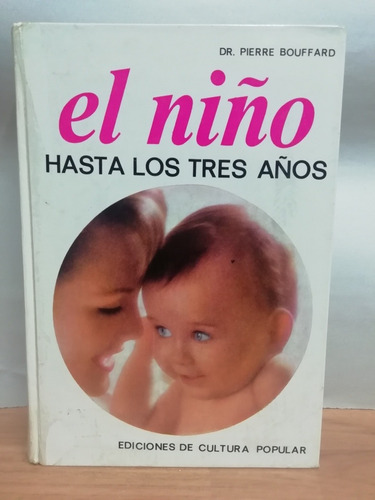 DR. PIERRE BOUFFARD
el niño
HASTA LOS TRES AÑOS
EDICIONES DE CULTURA POPULAR